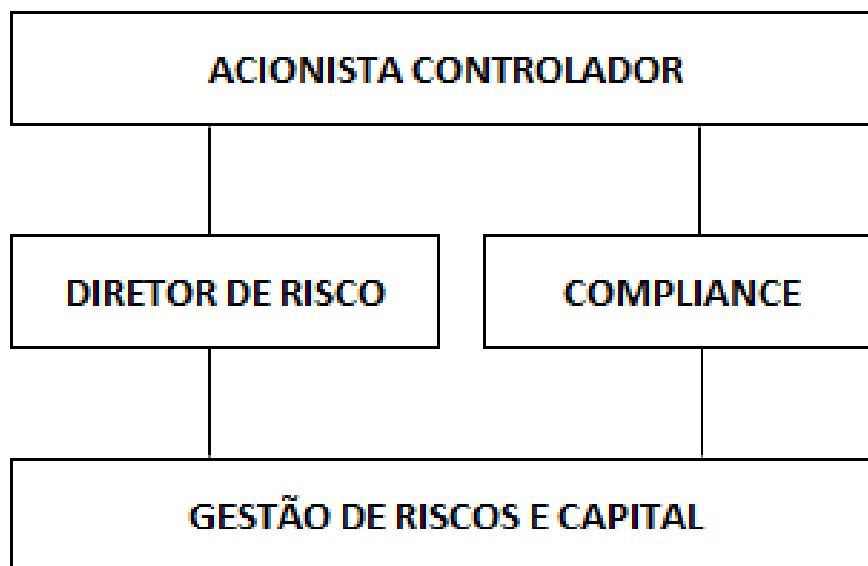 ACIONISTA CONTROLADOR
DIRETOR DE RISCO
COMPLIANCE
GESTÃO DE RISCOS E CAPITAL